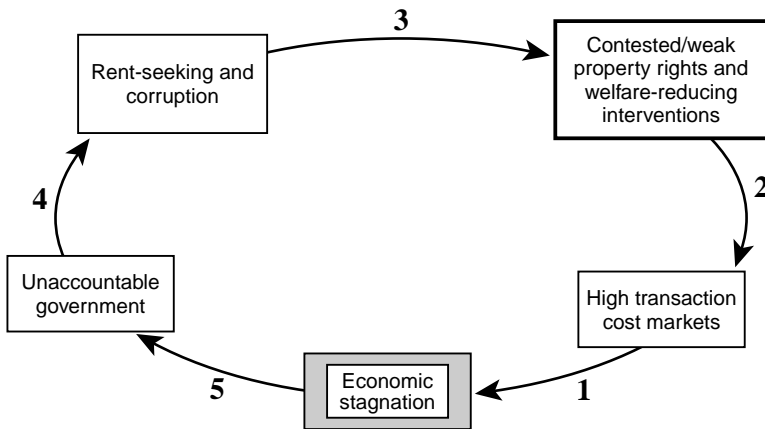 3
Rent-seeking and
corruption
Contested/weak
property rights and
welfare-reducing
interventions
4
2
Unaccountable
government
High transaction
cost markets
5
Economic
stagnation
1